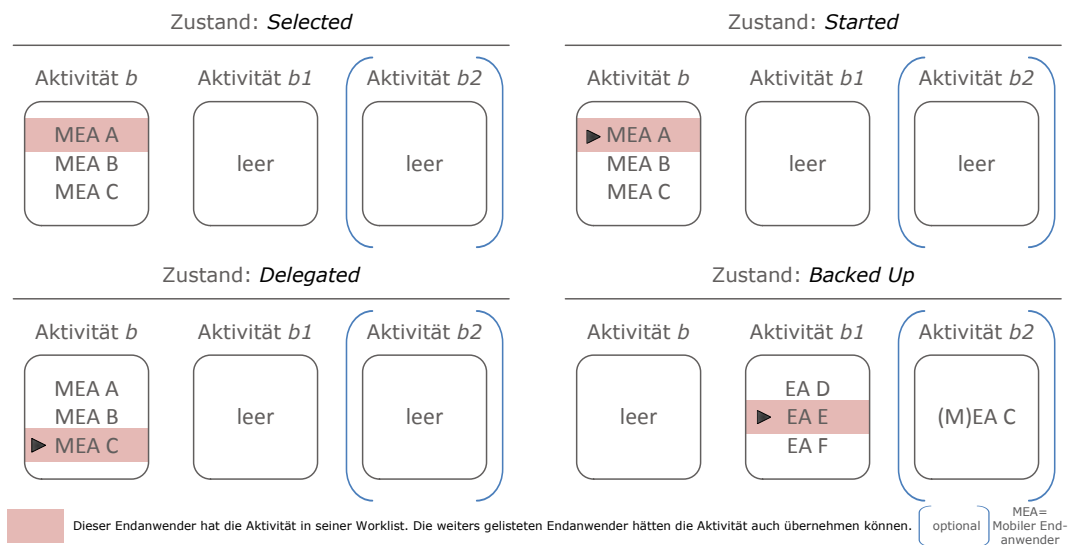 Zustand: Selected
Aktivität b
Aktivität b1
Aktivität b2
MEA A
MEA B
MEA C
leer
leer
Zustand: Started
Aktivität b
Aktivität b1
Aktivität b2
MEA A
MEA B
MEA C
leer
leer
Zustand: Delegated
Aktivität b
Aktivität b1
Aktivität b2
MEA A
MEA B
MEA C
leer
leer
Zustand: Backed Up
Aktivität b
Aktivität b1
Aktivität b2
leer
EA D
EA E
EA F
(M)EA C
Dieser Endanwender hat die Aktivität in seiner Worklist. Die weiters gelisteten Endanwender hätten die Aktivität auch übernehmen können.
optional
MEA=
Mobiler End-
anwender